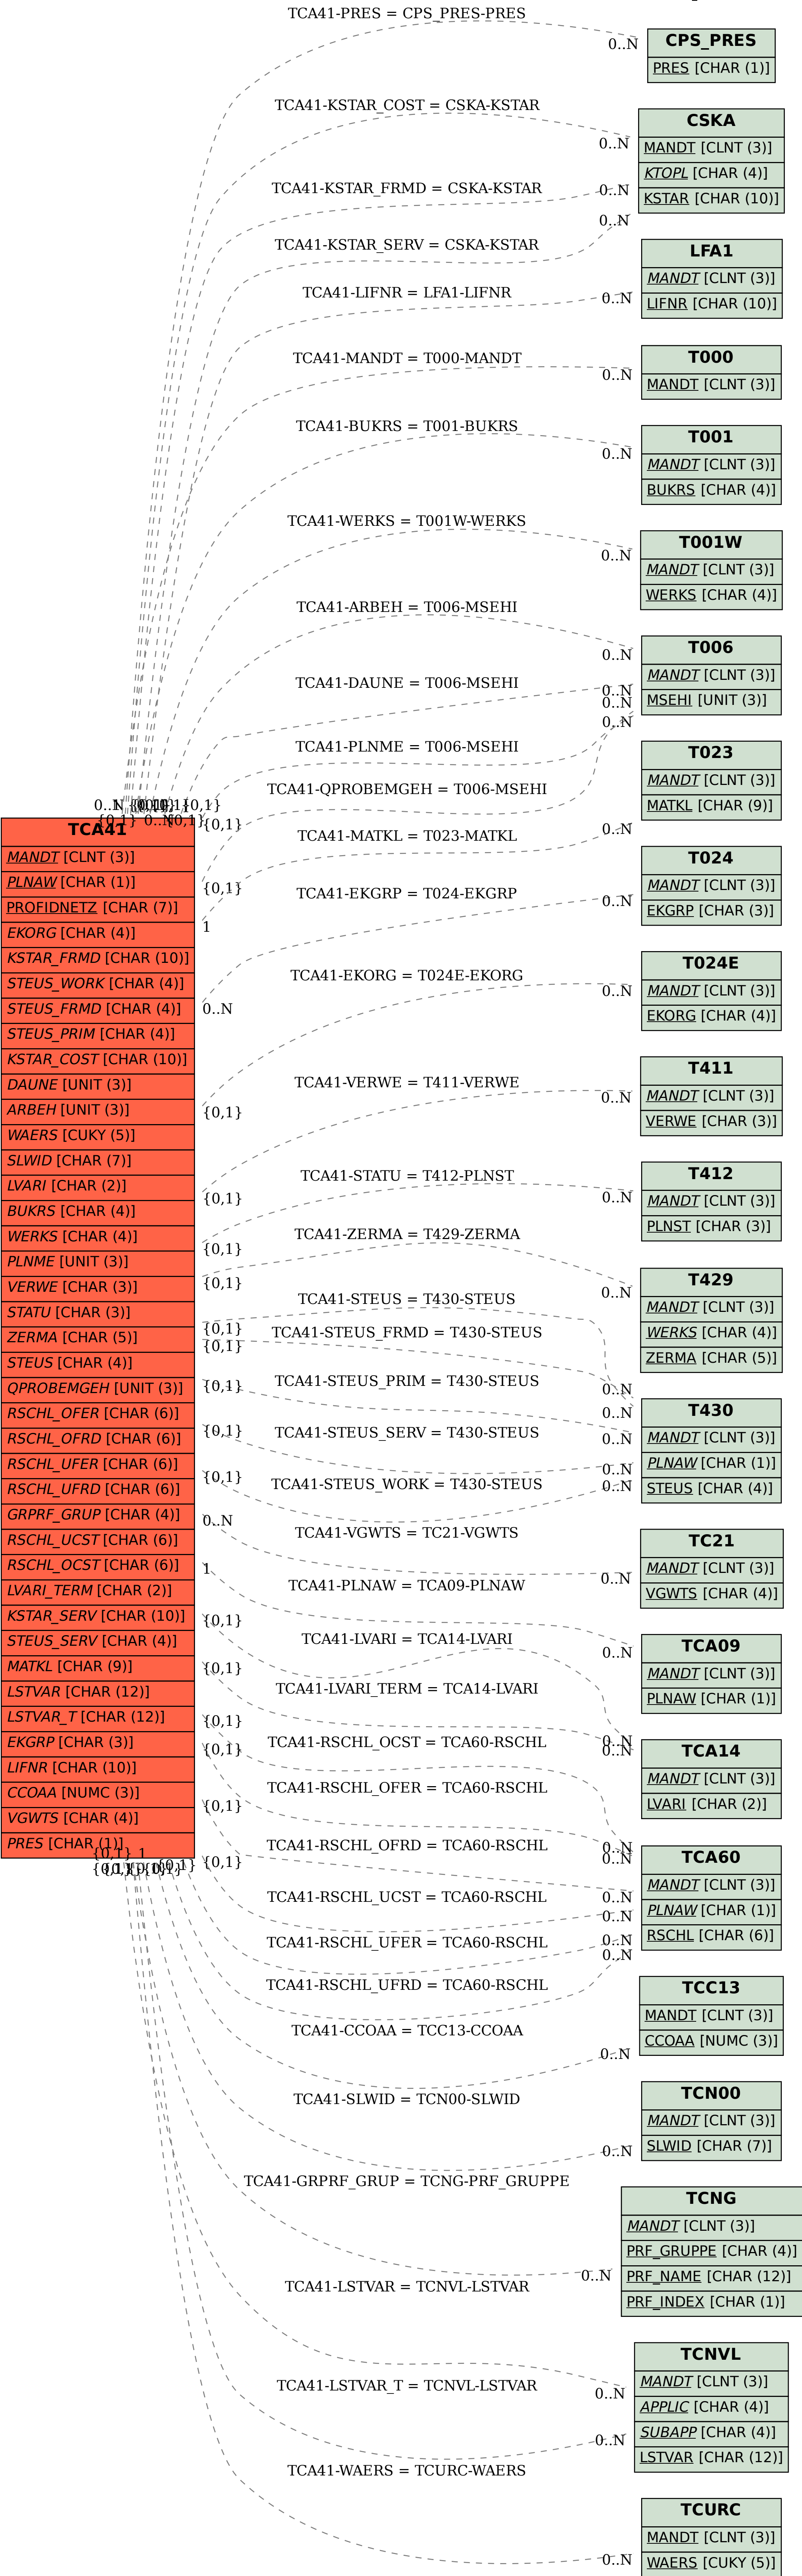 TCA41-PRES = CPS_PRES-PRES
0..N
CPS_PRES
PRES [CHAR (1)]
TCA41-KSTAR_COST = CSKA-KSTAR
0..N
CSKA
MANDT [CLNT (3)]
KTOPL [CHAR (4)]
KSTAR [CHAR (10)]
TCA41-KSTAR_FRMD = CSKA-KSTAR
0..N
TCA41-KSTAR_SERV = CSKA-KSTAR
0..N
LFA1
MANDT [CLNT (3)]
LIFNR [CHAR (10)]
TCA41-LIFNR = LFA1-LIFNR
0..N
TCA41-MANDT = T000-MANDT
0..N
T000
MANDT [CLNT (3)]
TCA41-BUKRS = T001-BUKRS
0..N
T001
MANDT [CLNT (3)]
BUKRS [CHAR (4)]
TCA41-WERKS = T001W-WERKS
0..N
T001W
MANDT [CLNT (3)]
WERKS [CHAR (4)]
TCA41-ARBEH = T006-MSEHI
0..N
T006
MANDT [CLNT (3)]
MSEHI [UNIT (3)]
TCA41-DAUNE = T006-MSEHI
0..N
0..N
TCA41-PLNME = T006-MSEHI
0..N
TCA41-QPROBEMGEH = T006-MSEHI
T023
MANDT [CLNT (3)]
MATKL [CHAR (9)]
TCA41-MATKL = T023-MATKL
0..N
{0,1}
{0,1}
1
TCA41-EKGRP = T024-EKGRP
0..N
T024
MANDT [CLNT (3)]
EKGRP [CHAR (3)]
TCA41-EKORG = T024E-EKORG
0..N
0..N
T024E
MANDT [CLNT (3)]
EKORG [CHAR (4)]
TCA41-VERWE = T411-VERWE
{0,1}
0..N
T411
MANDT [CLNT (3)]
VERWE [CHAR (3)]
TCA41-STATU = T412-PLNST
{0,1}
0..N
T412
MANDT [CLNT (3)]
PLNST [CHAR (3)]
TCA41-ZERMA = T429-ZERMA
{0,1}
{0,1}
0..N
T429
MANDT [CLNT (3)]
WERKS [CHAR (4)]
ZERMA [CHAR (5)]
TCA41
MANDT [CLNT (3)]
PLNAW [CHAR (1)]
PROFIDNETZ [CHAR (7)]
EKORG [CHAR (4)]
KSTAR_FRMD [CHAR (10)]
STEUS_WORK [CHAR (4)]
STEUS_FRMD [CHAR (4)]
STEUS_PRIM [CHAR (4)]
KSTAR_COST [CHAR (10)]
DAUNE [UNIT (3)]
ARBEH [UNIT (3)]
WAERS [CUKY (5)]
SLWID [CHAR (7)]
LVARI [CHAR (2)]
BUKRS [CHAR (4)]
WERKS [CHAR (4)]
PLNME [UNIT (3)]
VERWE [CHAR (3)]
STATU [CHAR (3)]
ZERMA [CHAR (5)]
STEUS [CHAR (4)]
QPROBEMGEH [UNIT (3)]
RSCHL_OFER [CHAR (6)]
RSCHL_OFRD [CHAR (6)]
RSCHL_UFER [CHAR (6)]
RSCHL_UFRD [CHAR (6)]
GRPRF_GRUP [CHAR (4)]
RSCHL_UCST [CHAR (6)]
RSCHL_OCST [CHAR (6)]
LVARI_TERM [CHAR (2)]
KSTAR_SERV [CHAR (10)]
STEUS_SERV [CHAR (4)]
MATKL [CHAR (9)]
LSTVAR [CHAR (12)]
LSTVAR_T [CHAR (12)]
EKGRP [CHAR (3)]
LIFNR [CHAR (10)]
CCOAA [NUMC (3)]
VGWTS [CHAR (4)]
PRES [CHAR (1)]
TCA41-STEUS = T430-STEUS
{0,1}
0..N
TCA41-STEUS_FRMD = T430-STEUS
{0,1}
0..N
T430
MANDT [CLNT (3)]
PLNAW [CHAR (1)]
STEUS [CHAR (4)]
TCA41-STEUS_PRIM = T430-STEUS
{0,1}
0..N
TCA41-STEUS_SERV = T430-STEUS
{0,1}
0..N
TCA41-STEUS_WORK = T430-STEUS
{0,1}
0..N
TCA41-VGWTS = TC21-VGWTS
0..N
0..N
TC21
MANDT [CLNT (3)]
VGWTS [CHAR (4)]
TCA41-PLNAW = TCA09-PLNAW
1
0..N
TCA09
MANDT [CLNT (3)]
PLNAW [CHAR (1)]
TCA41-LVARI = TCA14-LVARI
{0,1}
0..N
TCA41-LVARI_TERM = TCA14-LVARI
{0,1}
0..N
TCA14
MANDT [CLNT (3)]
LVARI [CHAR (2)]
TCA41-RSCHL_OCST = TCA60-RSCHL
{0,1}
0..N
TCA41-RSCHL_OFER = TCA60-RSCHL
{0,1}
0..N
TCA60
MANDT [CLNT (3)]
PLNAW [CHAR (1)]
RSCHL [CHAR (6)]
TCA41-RSCHL_OFRD = TCA60-RSCHL
{0,1}
0..N
TCA41-RSCHL_UCST = TCA60-RSCHL
{0,1}
0..N
TCA41-RSCHL_UFER = TCA60-RSCHL
0..N
TCA41-RSCHL_UFRD = TCA60-RSCHL
0..N
TCC13
MANDT [CLNT (3)]
CCOAA [NUMC (3)]
TCA41-CCOAA = TCC13-CCOAA
0..N
TCN00
MANDT [CLNT (3)]
SLWID [CHAR (7)]
TCA41-SLWID = TCN00-SLWID
0..N
TCA41-GRPRF_GRUP = TCNG-PRF_GRUPPE
0..N
TCNG
MANDT [CLNT (3)]
PRF_GRUPPE [CHAR (4)]
PRF_NAME [CHAR (12)]
PRF_INDEX [CHAR (1)]
TCA41-LSTVAR = TCNVL-LSTVAR
0..N
TCNVL
MANDT [CLNT (3)]
APPLIC [CHAR (4)]
SUBAPP [CHAR (4)]
LSTVAR [CHAR (12)]
TCA41-LSTVAR_T = TCNVL-LSTVAR
0..N
TCA41-WAERS = TCURC-WAERS
0..N
TCURC
MANDT [CLNT (3)]
WAERS [CUKY (5)]